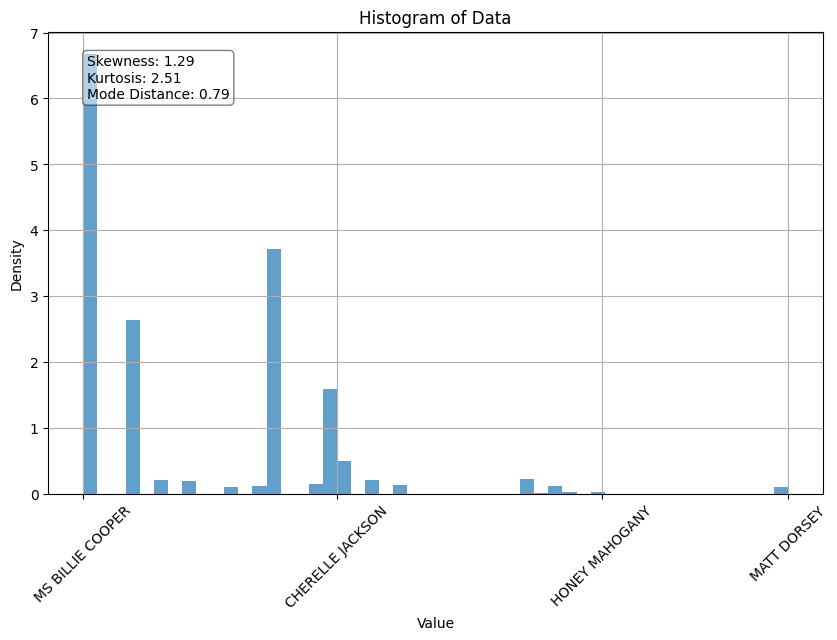 Histogram of Data
7
6
5
4
3
2
1
0
Density
Skewness: 1.29
Kurtosis: 2.51
Mode Distance: 0.79
MS BILLIE COOPER
CHERELLE JACKSON
HONEY MAHOGANY
MATT DORSEY
Value